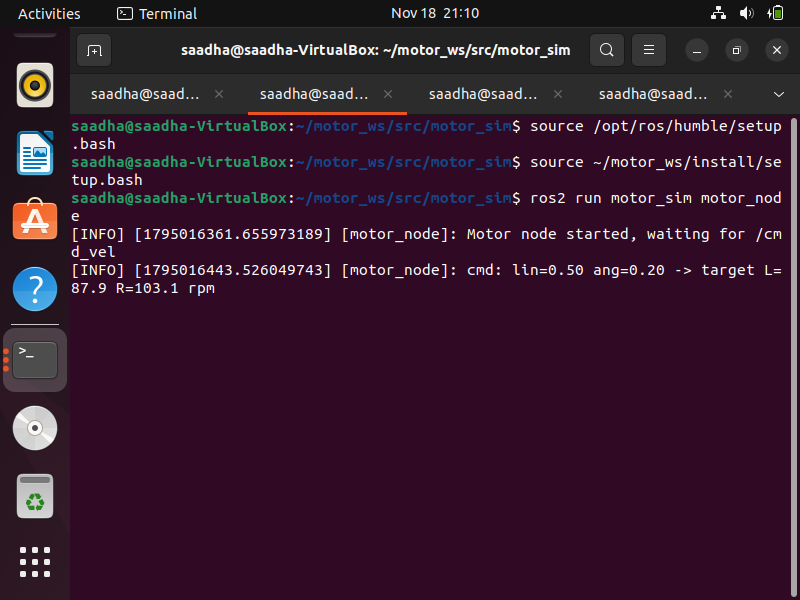 Activities
Terminal
Nov 18 21:10
saadha@saadha-VirtualBox: ~/motor_ws/src/motor_sim
saadha@saad...
saadha@saad...
saadha@saad...
saadha@saad...
saadha@saadha-VirtualBox:~/motor_ws/src/motor_sim$ source /opt/ros/humble/setup
.bash
saadha@saadha-VirtualBox:~/motor_ws/src/motor_sim$ source ~/motor_ws/install/se
tup.bash
saadha@saadha-VirtualBox:~/motor_ws/src/motor_sim$ ros2 run motor_sim motor_nod
e
[INFO] [1795016361.655973189] [motor_node]: Motor node started, waiting for /cm
d_vel
[INFO] [1795016443.526049743] [motor_node]: cmd: lin=0.50 ang=0.20 -> target L=
87.9 R=103.1 rpm